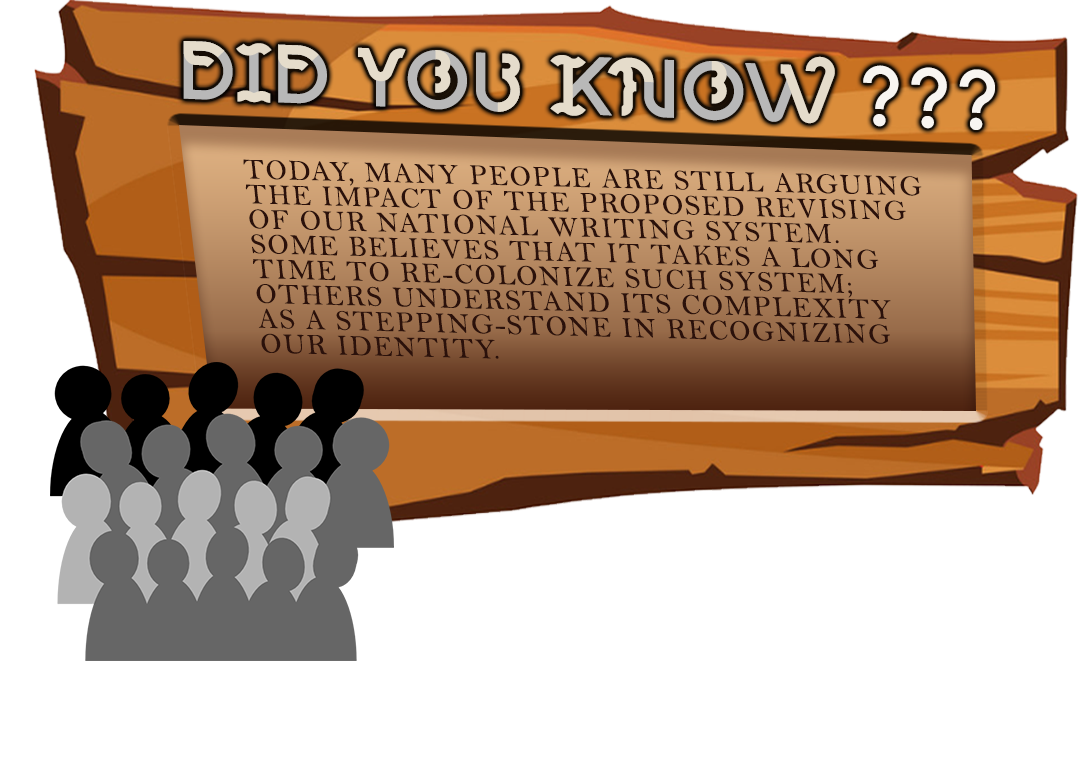 DID YOU KNOW ???
TODAY, MANY PEOPLE ARE STILL ARGUING
THE IMPACT OF THE PROPOSED REVISING
OF OUR NATIONAL WRITING SYSTEM.
SOME BELIEVES THAT IT TAKES A LONG
TIME TO RE-COLONIZE SUCH SYSTEM;
OTHERS UNDERSTAND ITS COMPLEXITY
AS A STEPPING-STONE IN RECOGNIZING
OUR IDENTITY.